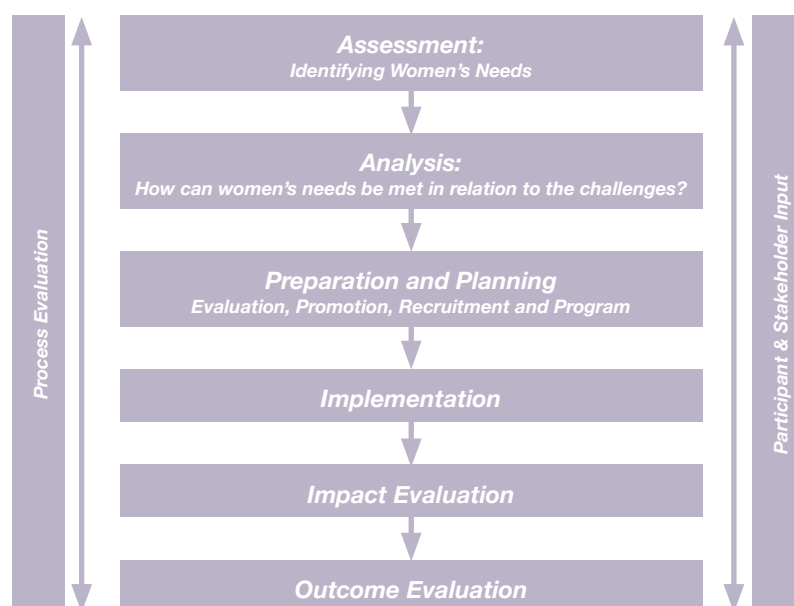 Process Evaluation
Assessment:
Identifying Women's Needs
Analysis:
How can women's needs be met in relation to the challenges?
Preparation and Planning
Evaluation, Promotion, Recruitment and Program
Implementation
Impact Evaluation
Outcome Evaluation
Participant & Stakeholder Input